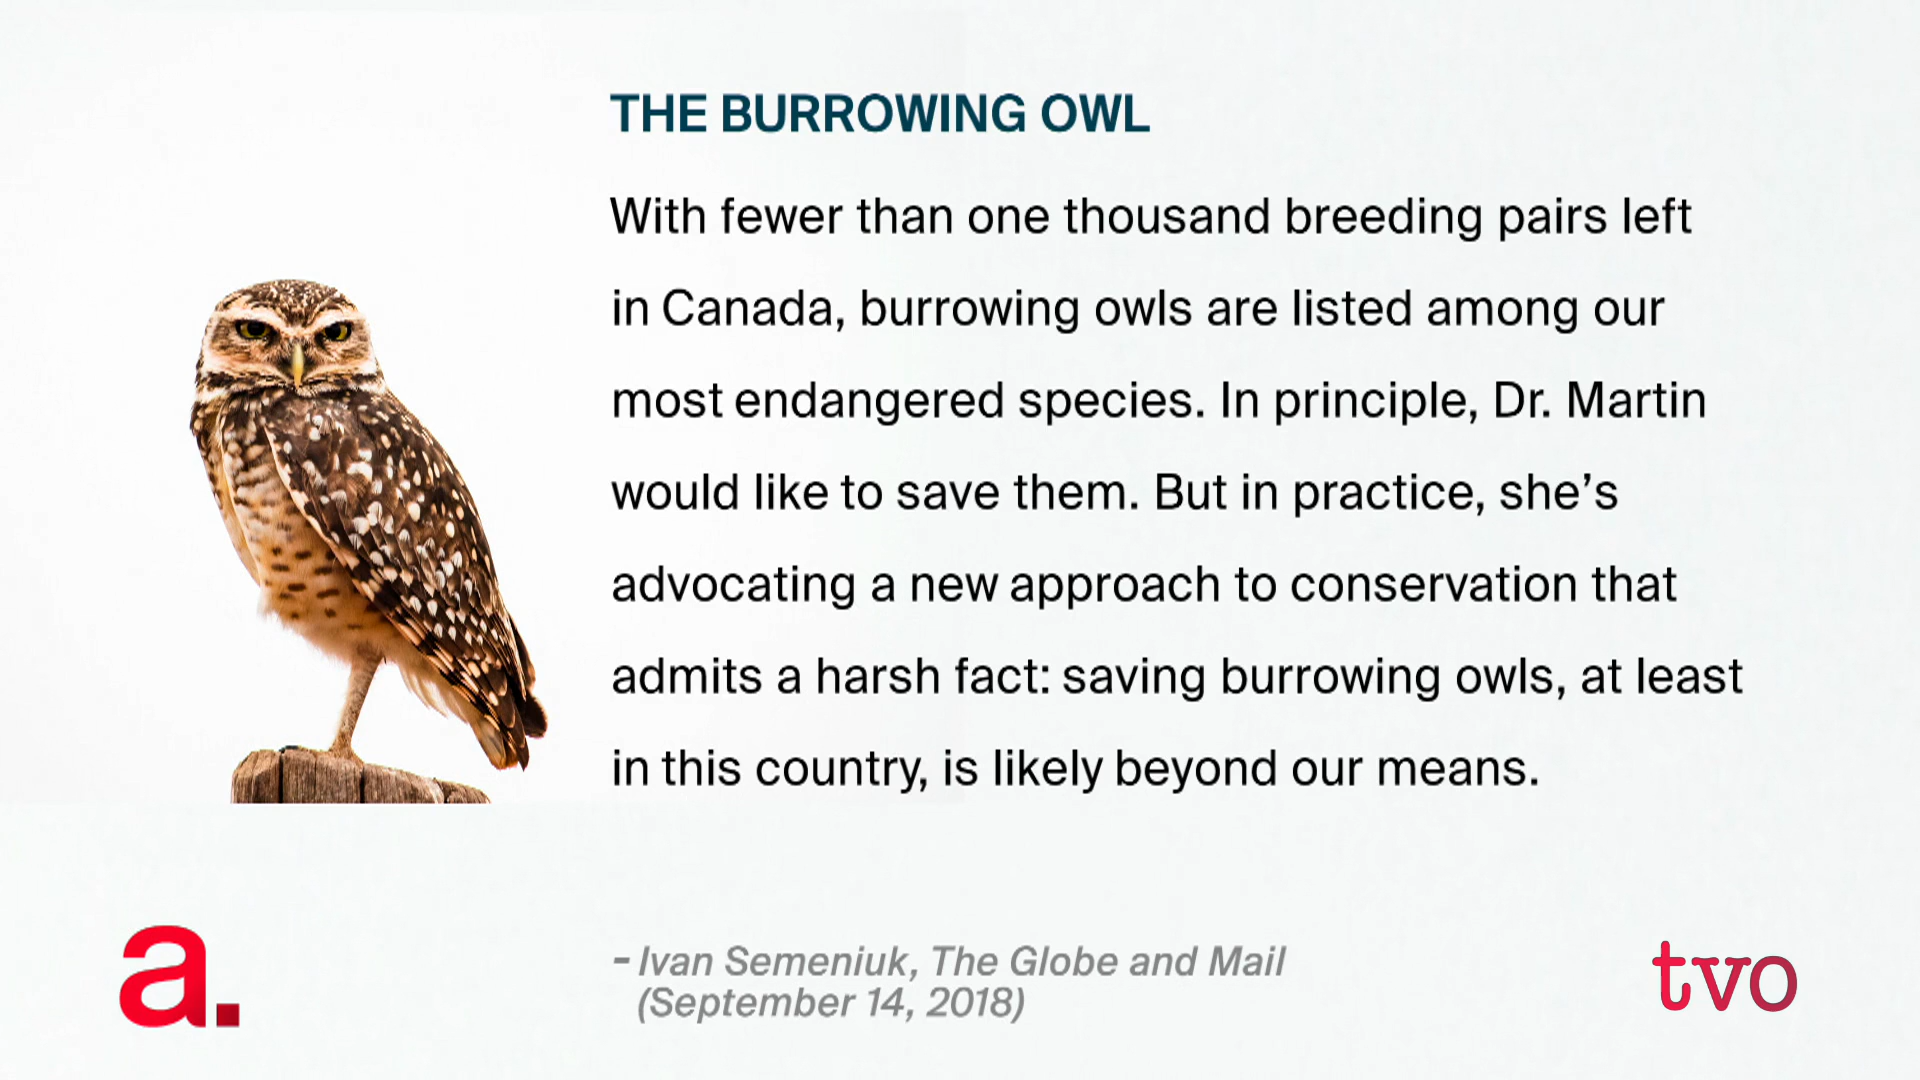 THE BURROWING OWL
With fewer than one thousand breeding pairs left
in Canada, burrowing owls are listed among our
most endangered species. In principle, Dr. Martin
would like to save them. But in practice, she’s
advocating a new approach to conservation that
admits a harsh fact: saving burrowing owls, at least
in this country, is likely beyond our means.
- Ivan Semeniuk, The Globe and Mail
(September 14, 2018)
a.
tvo